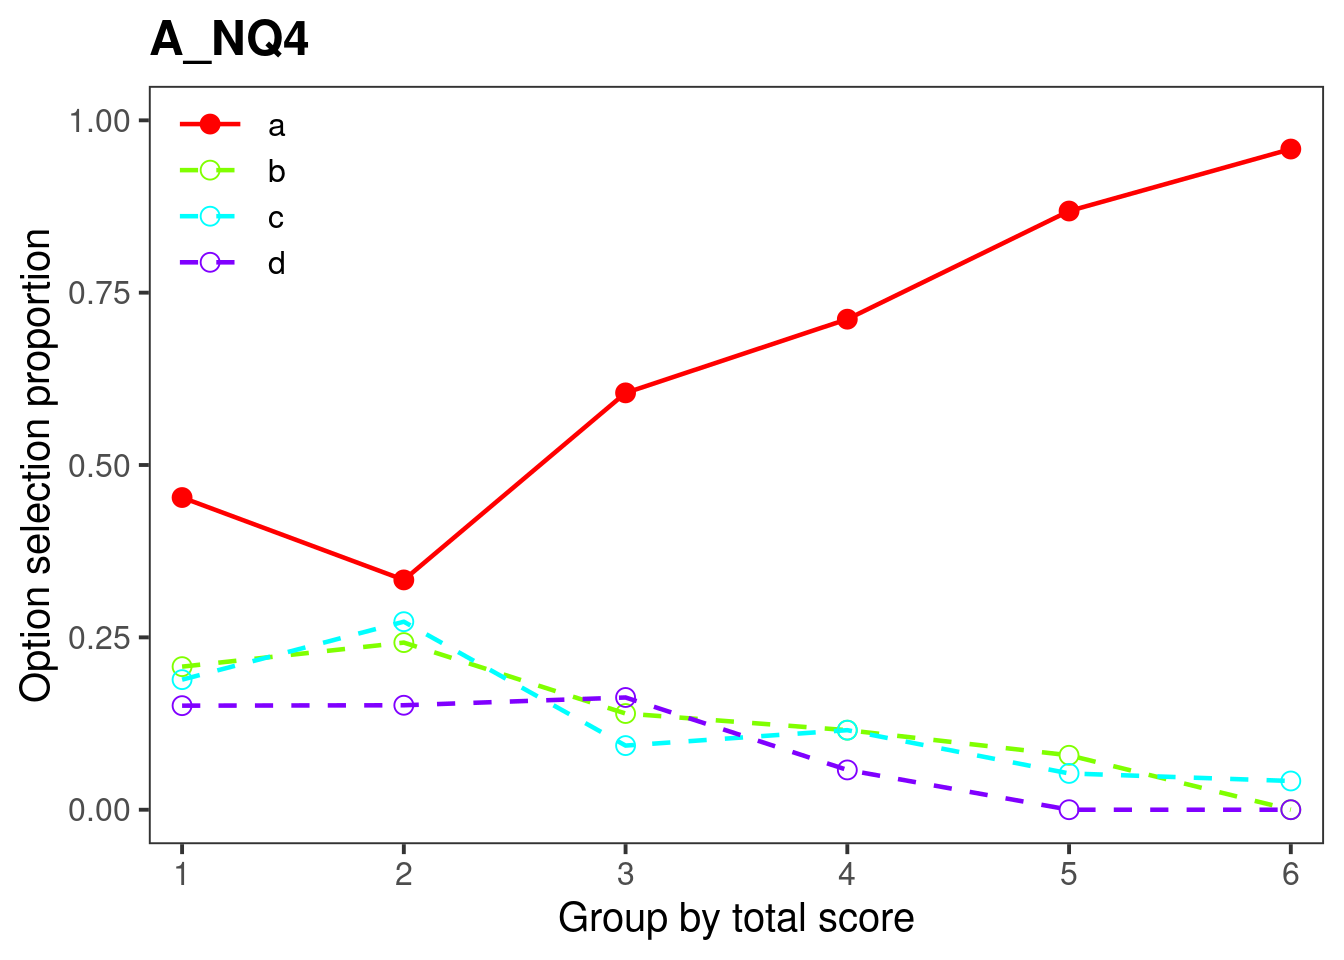 A_NQ4
1.00
0.75
0.50
0.25
0.00
Option selection proportion
a
b
c
d
1 2 3 4 5 6
Group by total score